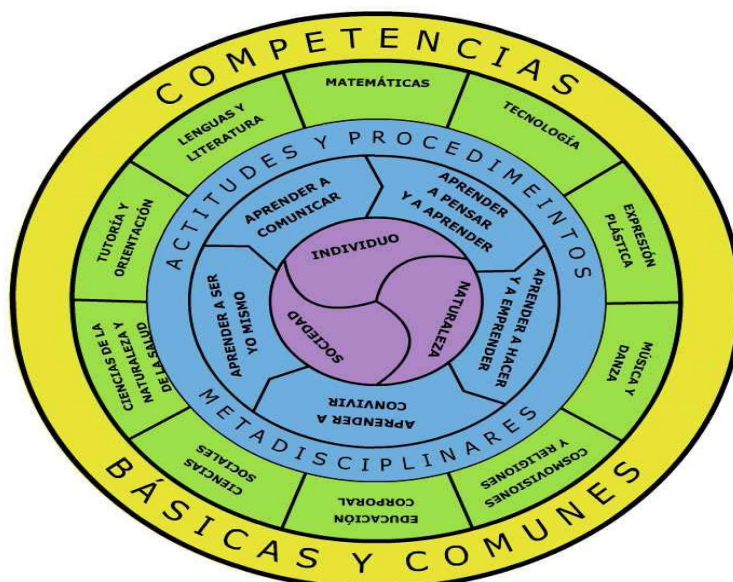 COMPETENCIAS
BÁSICAS Y COMUNES
MATEMÁTICAS
TECNOLOGÍA
EXPRESIÓN
PLÁSTICA
MÚSICA Y
DANZA
COSMOVISIONES
Y RELIGIONES
EDUCACIÓN
CORPORAL
CIENCIAS
SOCIALES
CIENCIAS DE LA
NATURALEZA Y
DE LA SALUD
TUTORÍA Y
ORIENTACIÓN
LENGUAS Y
LITERATURA
ACTITUDES Y PROCEDIMEINTOS
METADISCIPLINARES
APRENDER A
COMUNICAR
APRENDER
A PENSAR
Y A APRENDER
APRENDER A HACER
Y A EMPRENDER
APRENDER A
CONVIVIR
APRENDER A SER
YO MISMO
INDIVIDUO
NATURALEZA
SOCIEDAD